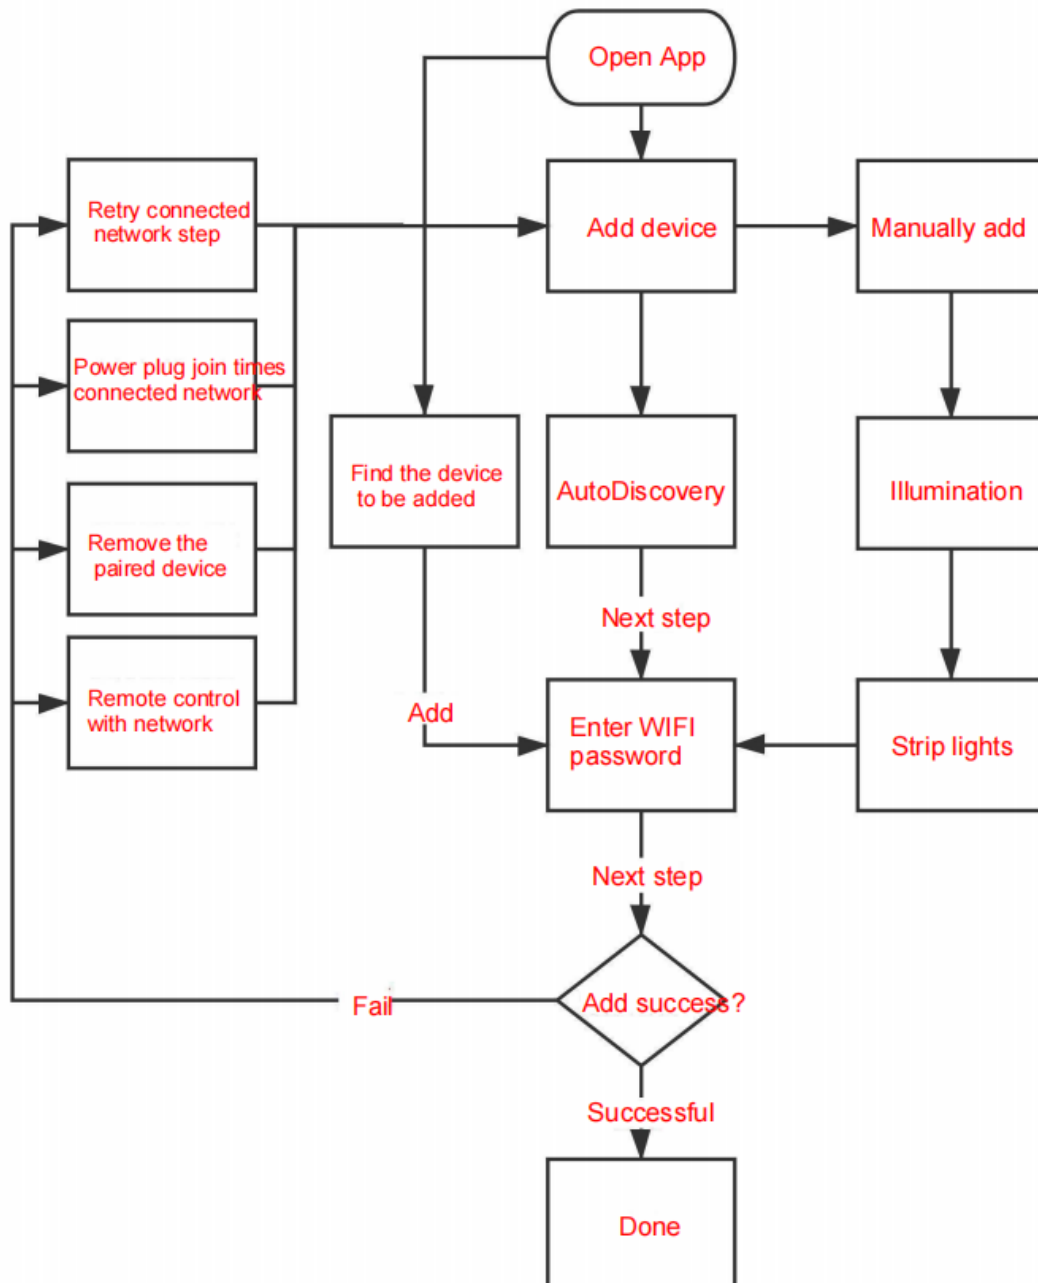 Open App
Retry connected
network step
Add device
Manually add
Power plug join times
connected network
Find the device
to be added
AutoDiscovery
Illumination
Remove the
paired device
Next step
Remote control
with network
Add
Enter WIFI
password
Strip lights
Next step
Fail
Add success?
Successful
Done